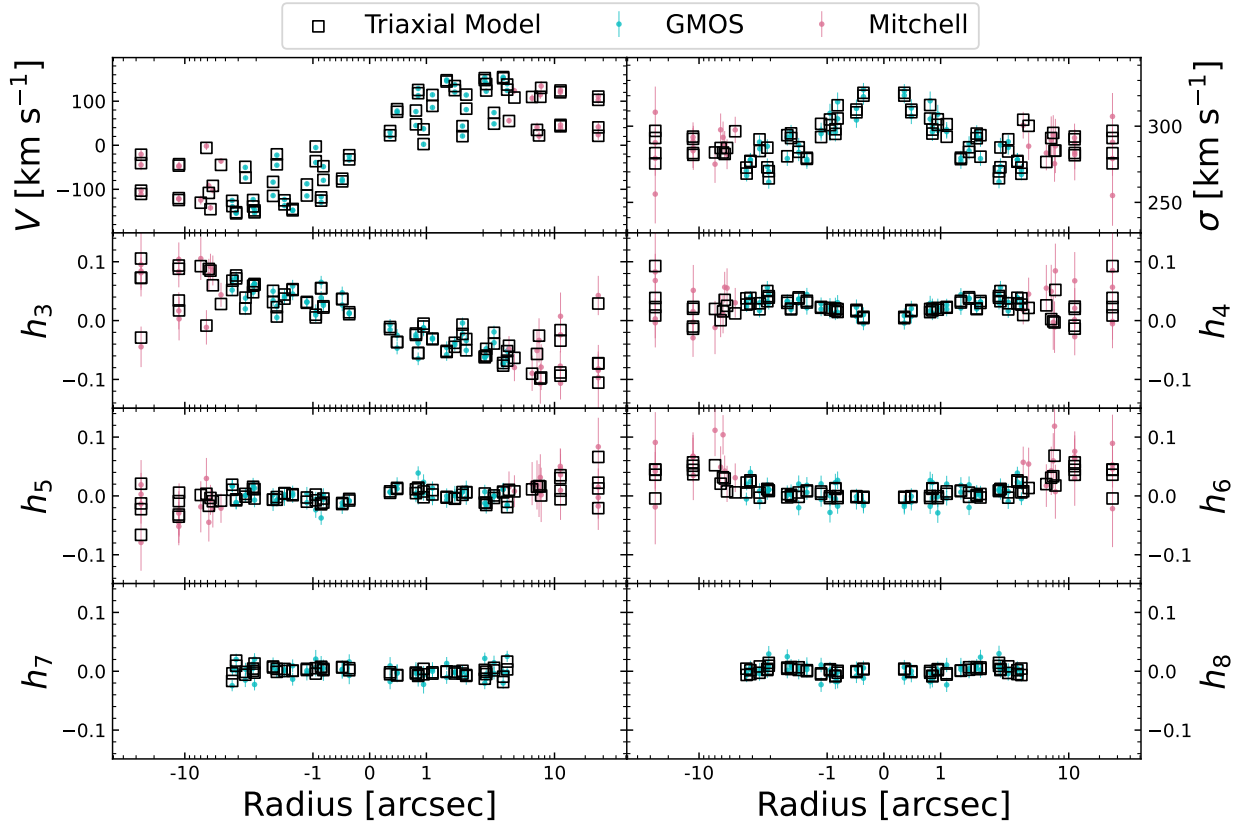 Triaxial Model GMOS Mitchell
V [km s⁻¹]
100
0
−100
300
250
σ [km s⁻¹]
h₃
0.1
0.0
−0.1
0.1
0.0
−0.1
h₄
h₅
0.1
0.0
−0.1
0.1
0.0
−0.1
h₆
h₇
0.1
0.0
−0.1
0.1
0.0
−0.1
h₈
-10 -1 0 1 10 -10 -1 0 1 10
Radius [arcsec] Radius [arcsec]